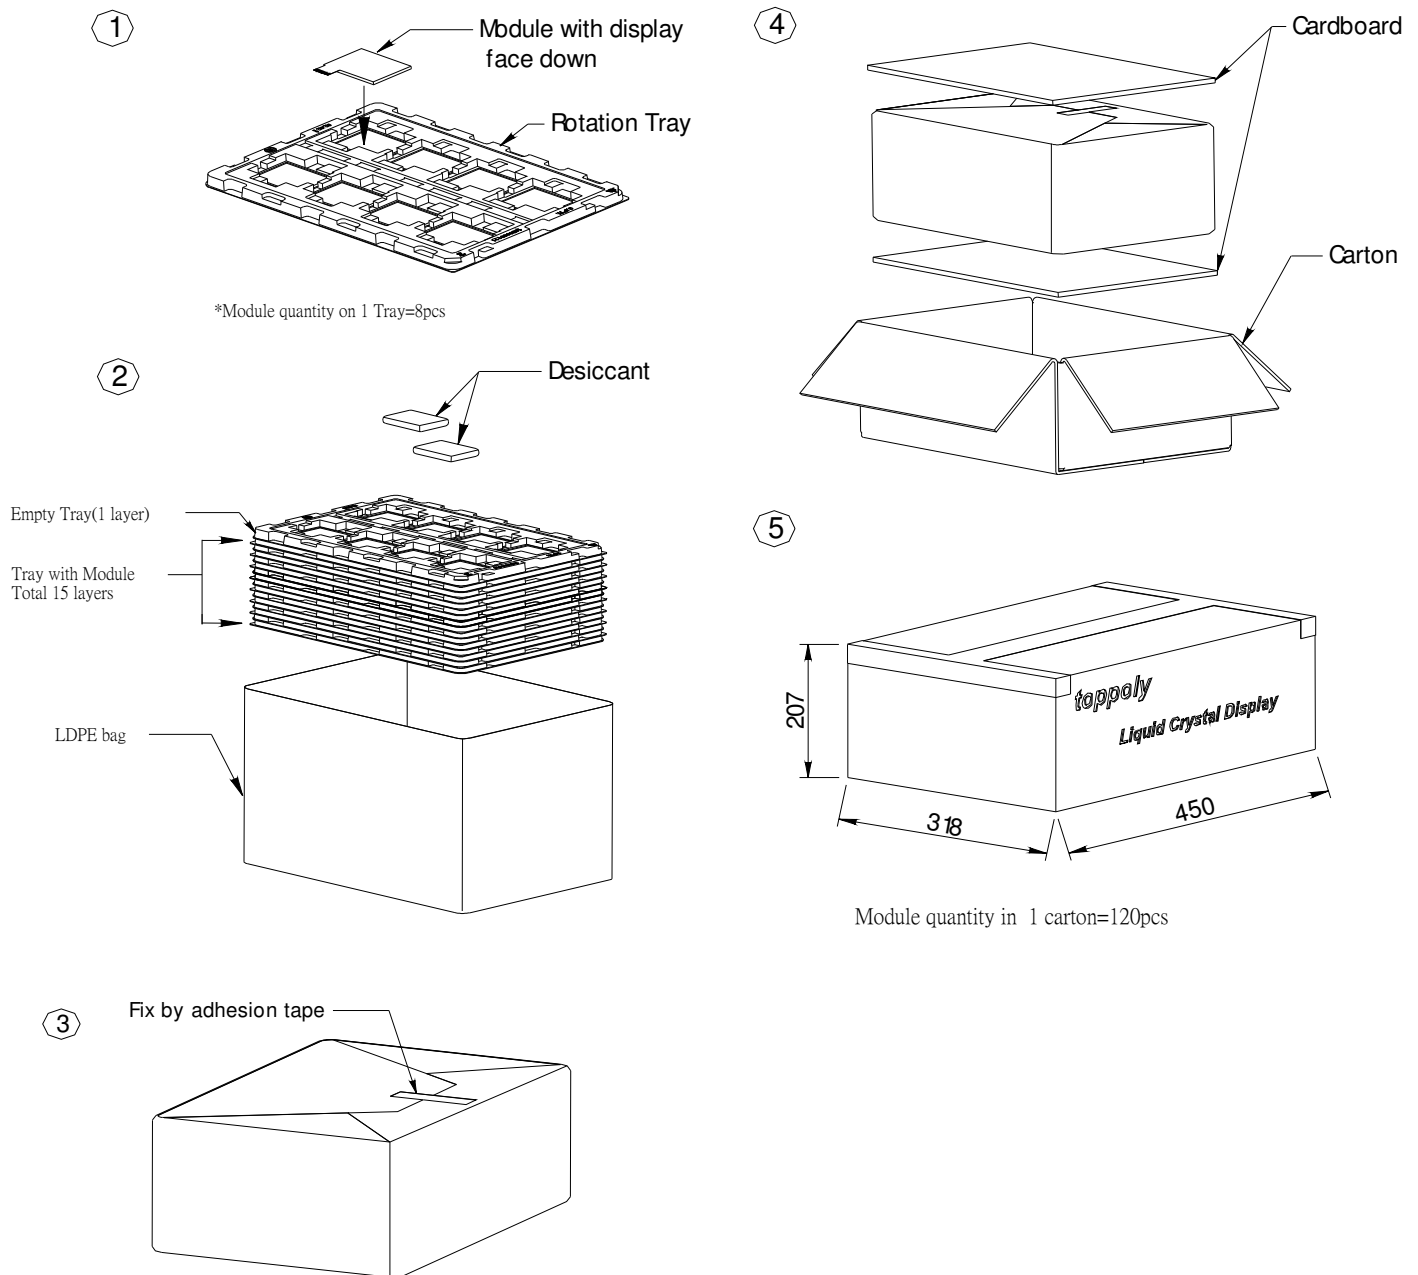 1
Module with display
face down
Rotation Tray
*Module quantity on 1 Tray=8pcs
2
Desiccant
Empty Tray(1 layer)
Tray with Module
Total 15 layers
LDPE bag
3
Fix by adhesion tape
4
Cardboard
Carton
5
207
318
450
toppoly
Liquid Crystal Display
Module quantity in 1 carton=120pcs